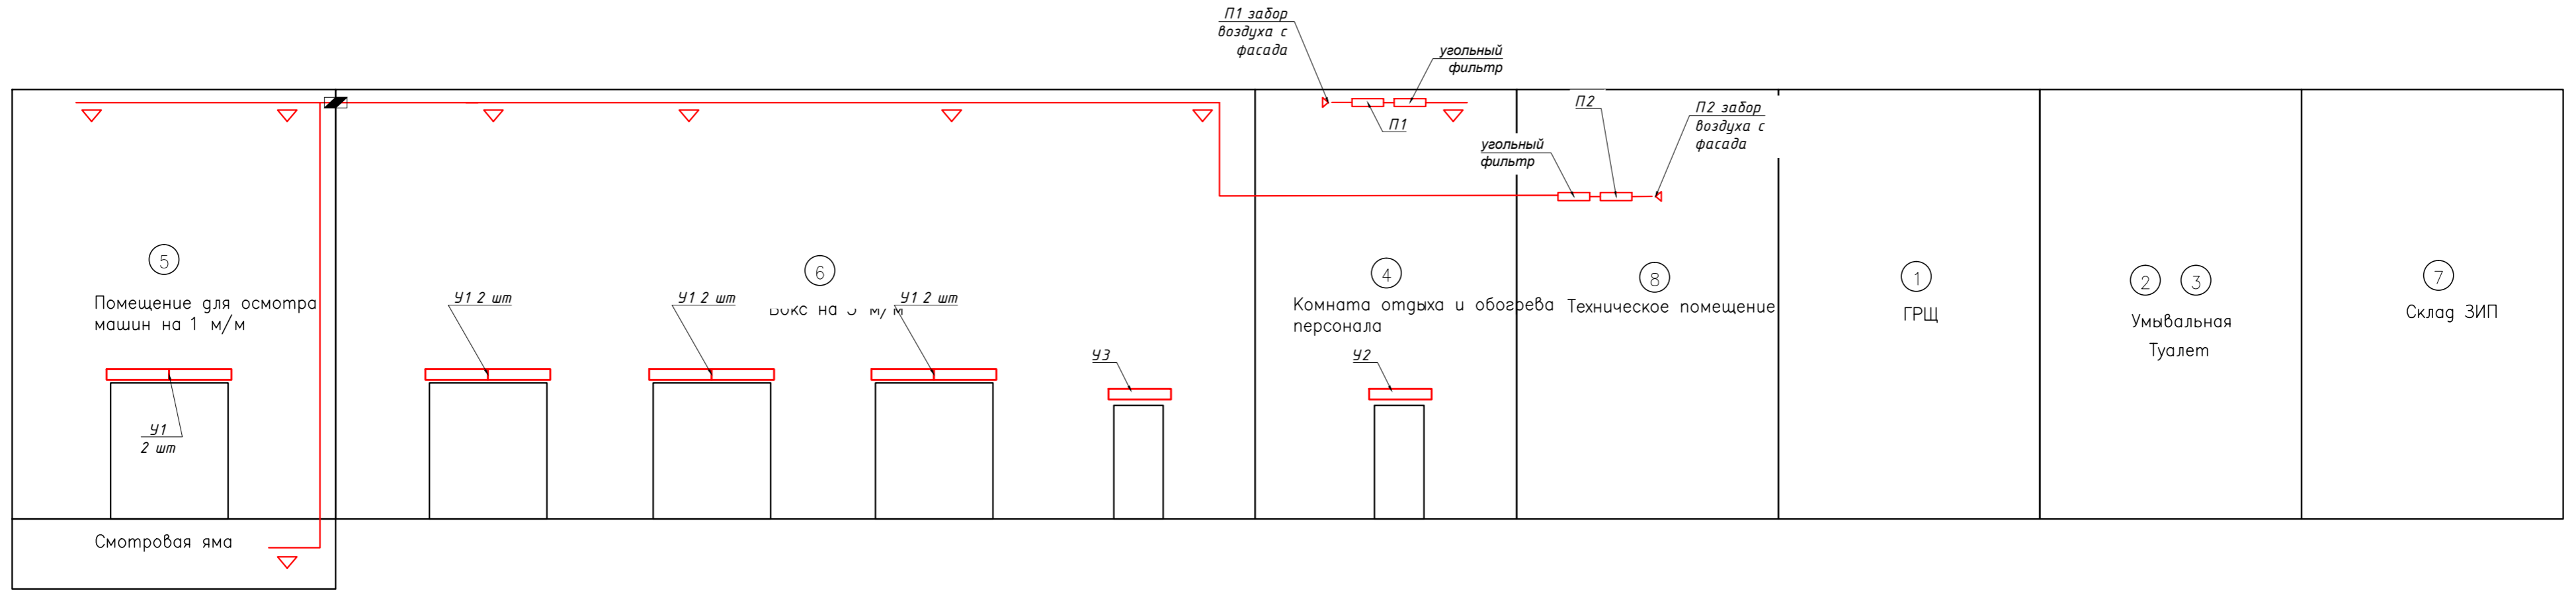 П1 забор
воздуха с
фасада
угольный
фильтр
П1
П2
П2 забор
воздуха с
фасада
угольный
фильтр
5
Помещение для осмотра
машин на 1 м/м
У1
2 шт
Смотровая яма
6
на м/м
У1 2 шт
У1 2 шт
У1 2 шт
У3
4
Комната отдыха и обогрева
персонала
У2
8
Техническое помещение
1
ГРЩ
2 3
Умывальная
Туалет
7
Склад ЗИП